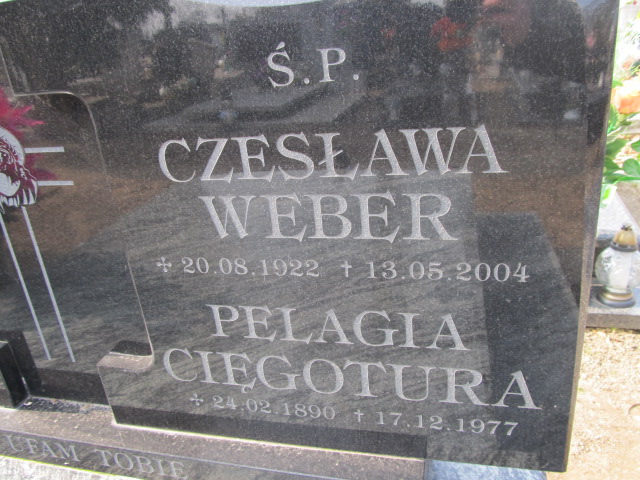 Ś.P.
CZESŁAWA
WEBER
✢ 20.08.1922 † 13.05.2004
PELAGIA
CIĘGOTURA
✢ 24.02.1890 † 17.12.1977
UFAM TOBIE